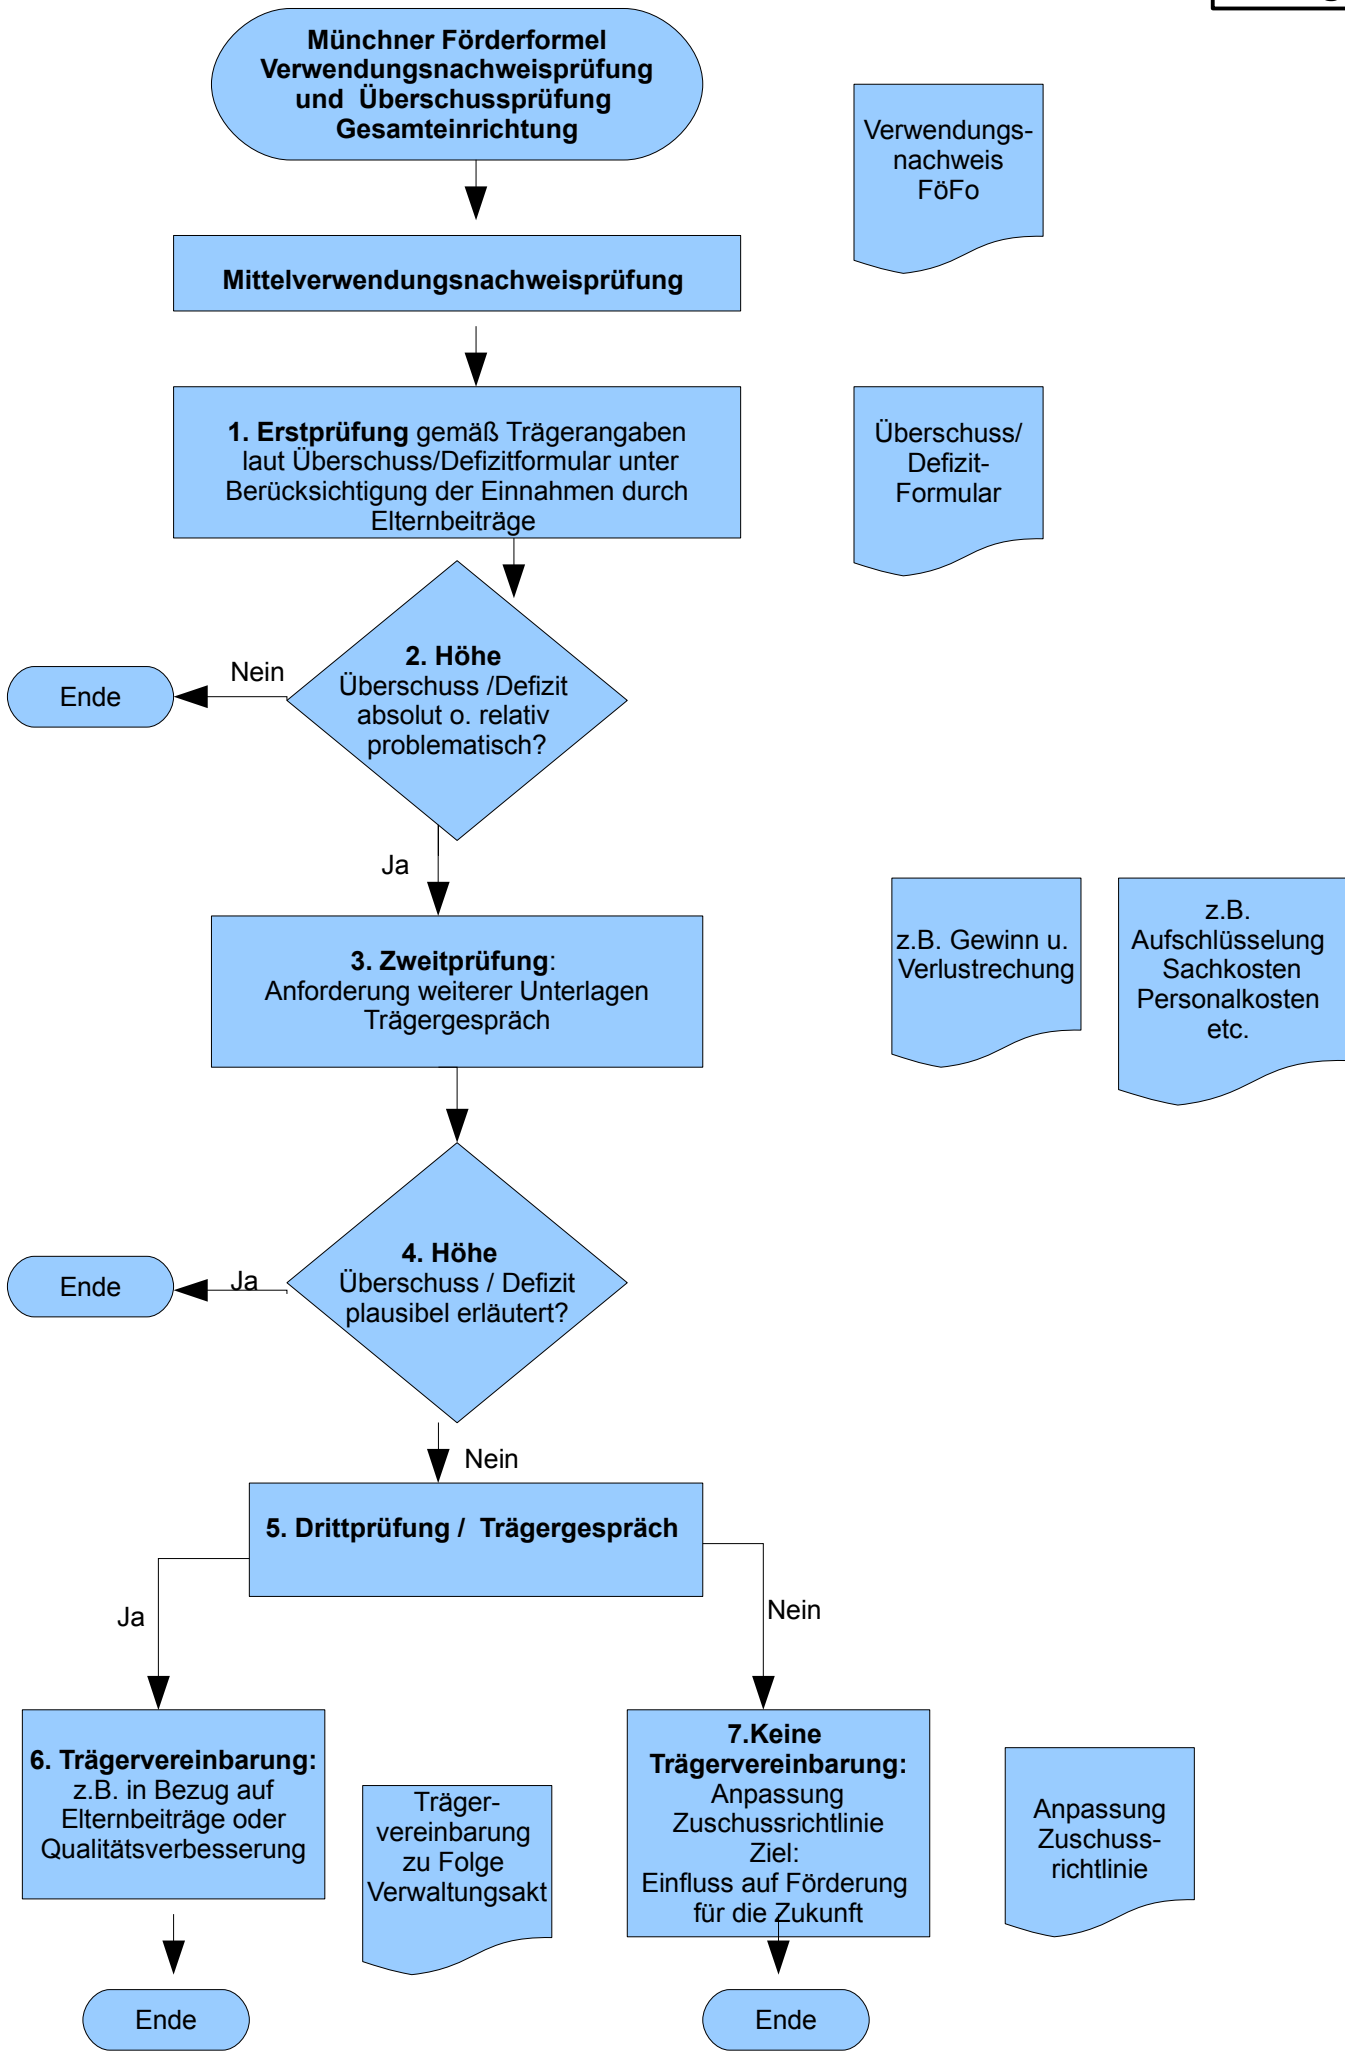 Münchner Förderformel
Verwendungsnachweisprüfung
und Überschussprüfung
Gesamteinrichtung
Verwendungs-
nachweis
FöFo
Mittelverwendungsnachweisprüfung
1. Erstprüfung gemäß Trägerangaben
laut Überschuss/Defizitformular unter
Berücksichtigung der Einnahmen durch
Elternbeiträge
Überschuss/
Defizit-
Formular
2. Höhe
Überschuss /Defizit
absolut o. relativ
problematisch?
Nein
Ende
Ja
3. Zweitprüfung:
Anforderung weiterer Unterlagen
Trägergespräch
z.B. Gewinn u.
Verlustrechung
z.B.
Aufschlüsselung
Sachkosten
Personalkosten
etc.
4. Höhe
Überschuss / Defizit
plausibel erläutert?
Ja
Ende
Nein
5. Drittprüfung / Trägergespräch
Ja
Nein
6. Trägervereinbarung:
z.B. in Bezug auf
Elternbeiträge oder
Qualitätsverbesserung
Träger-
vereinbarung
zu Folge
Verwaltungsakt
7.Keine
Trägervereinbarung:
Anpassung
Zuschussrichtlinie
Ziel:
Einfluss auf Förderung
für die Zukunft
Anpassung
Zuschuss-
richtlinie
Ende
Ende